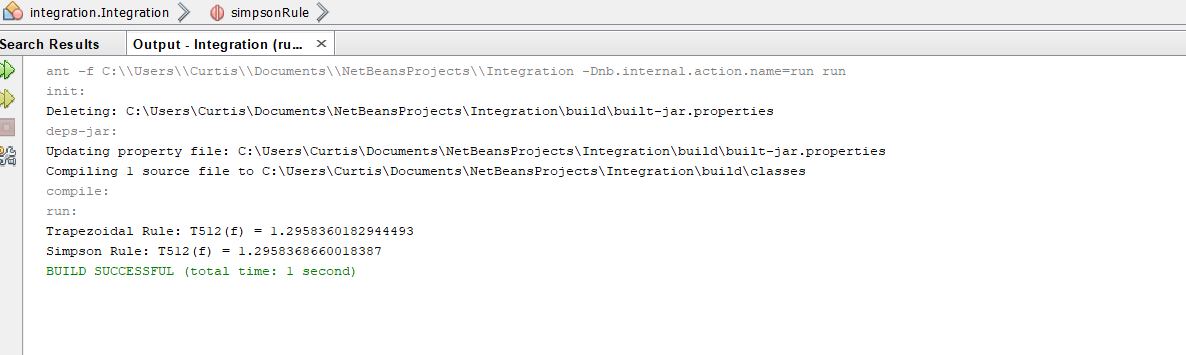 integration.Integration simpsonRule
Search Results Output - Integration (ru... ×
ant -f C:\\Users\\Curtis\\Documents\\NetBeansProjects\\Integration -Dnb.internal.action.name=run run
init:
Deleting: C:\Users\Curtis\Documents\NetBeansProjects\Integration\build\built-jar.properties
deps-jar:
Updating property file: C:\Users\Curtis\Documents\NetBeansProjects\Integration\build\built-jar.properties
Compiling 1 source file to C:\Users\Curtis\Documents\NetBeansProjects\Integration\build\classes
compile:
run:
Trapezoidal Rule: T512(f) = 1.2958360182944493
Simpson Rule: T512(f) = 1.2958368660018387
BUILD SUCCESSFUL (total time: 1 second)